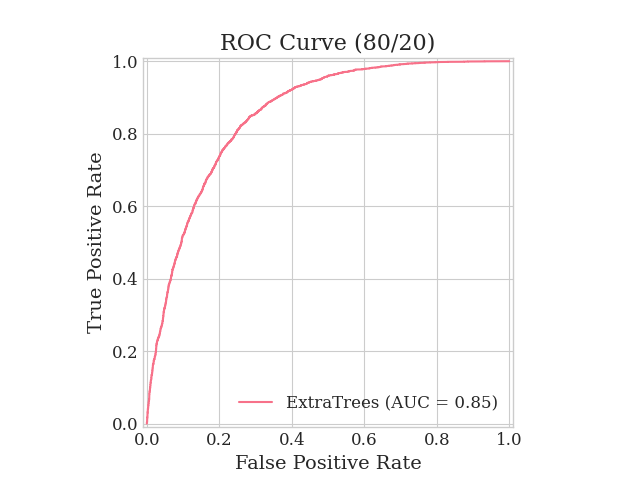 ROC Curve (80/20)
True Positive Rate
1.0
0.8
0.6
0.4
0.2
0.0
ExtraTrees (AUC = 0.85)
0.0 0.2 0.4 0.6 0.8 1.0
False Positive Rate